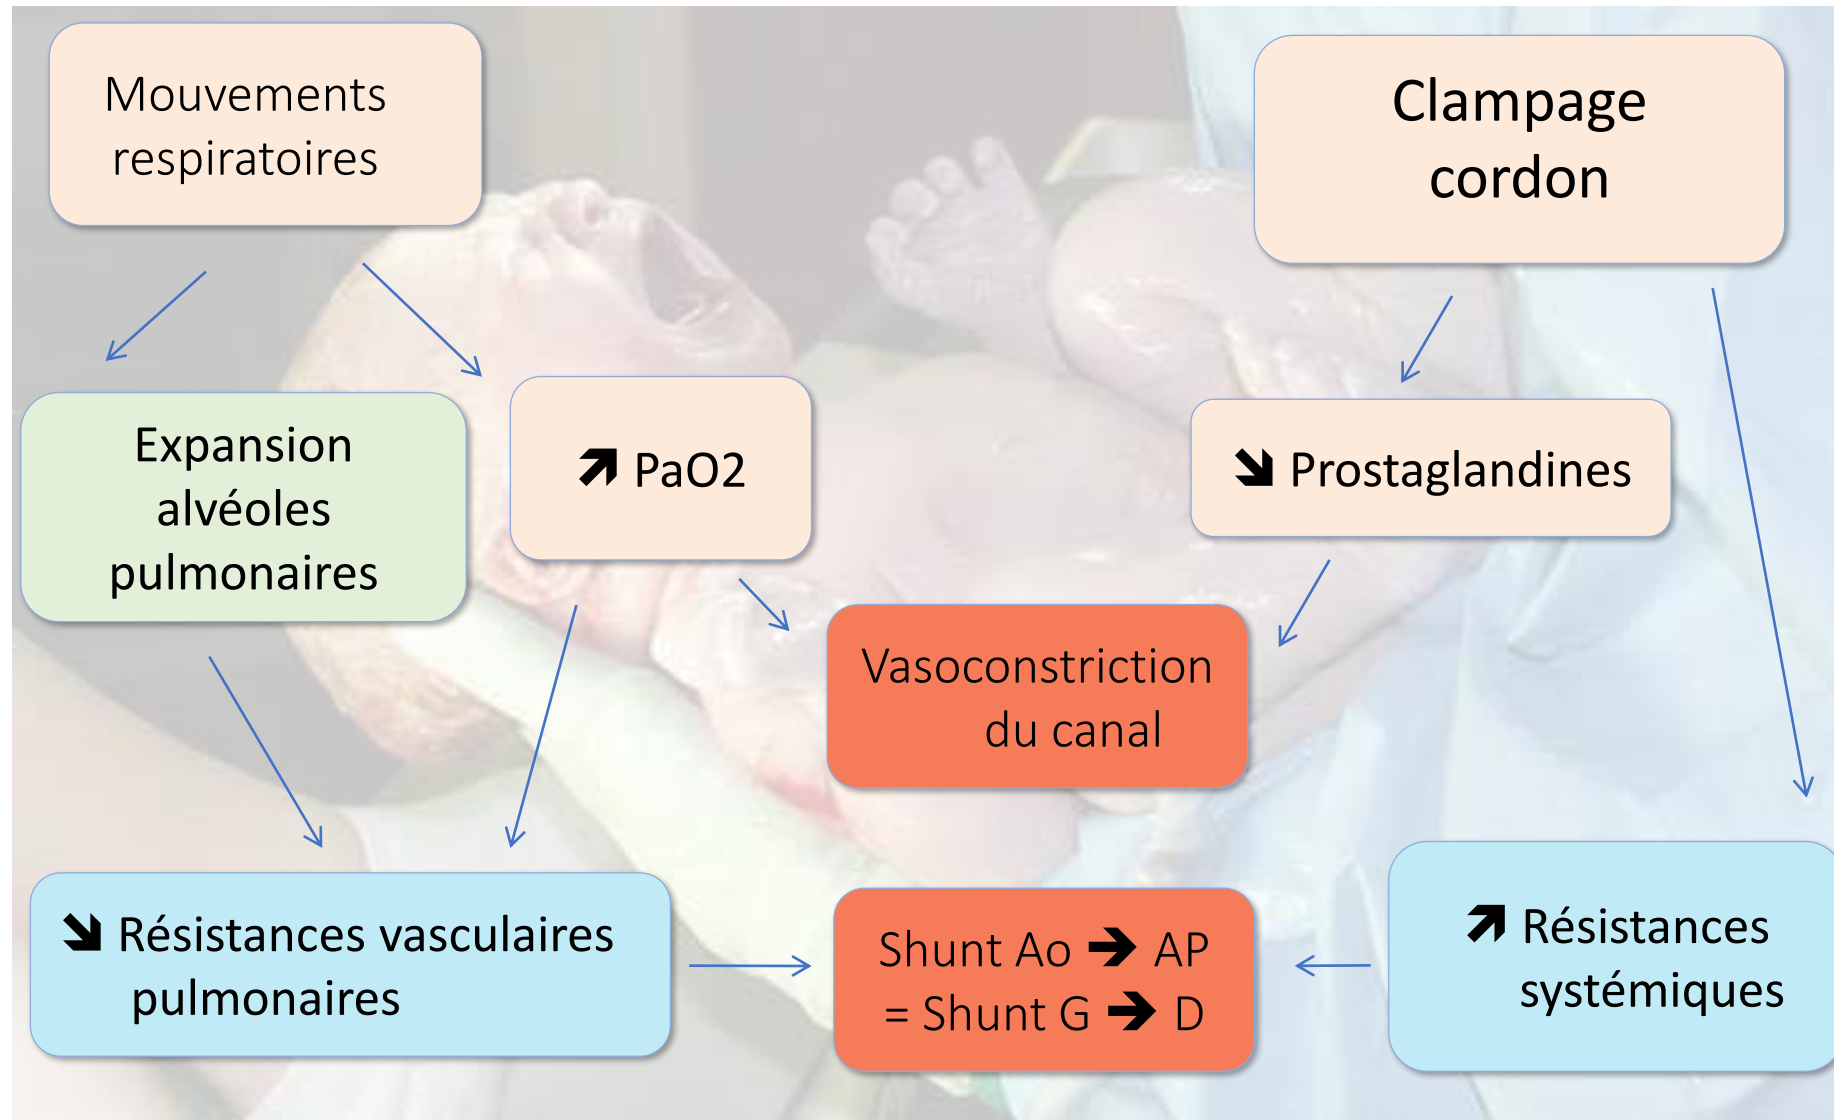 Mouvements
respiratoires
Clampage
cordon
Expansion
alvéoles
pulmonaires
🡽 PaO2
🡾 Prostaglandines
Vasoconstriction
du canal
🡾 Résistances vasculaires
pulmonaires
Shunt Ao ➔ AP
= Shunt G ➔ D
🡽 Résistances
systémiques